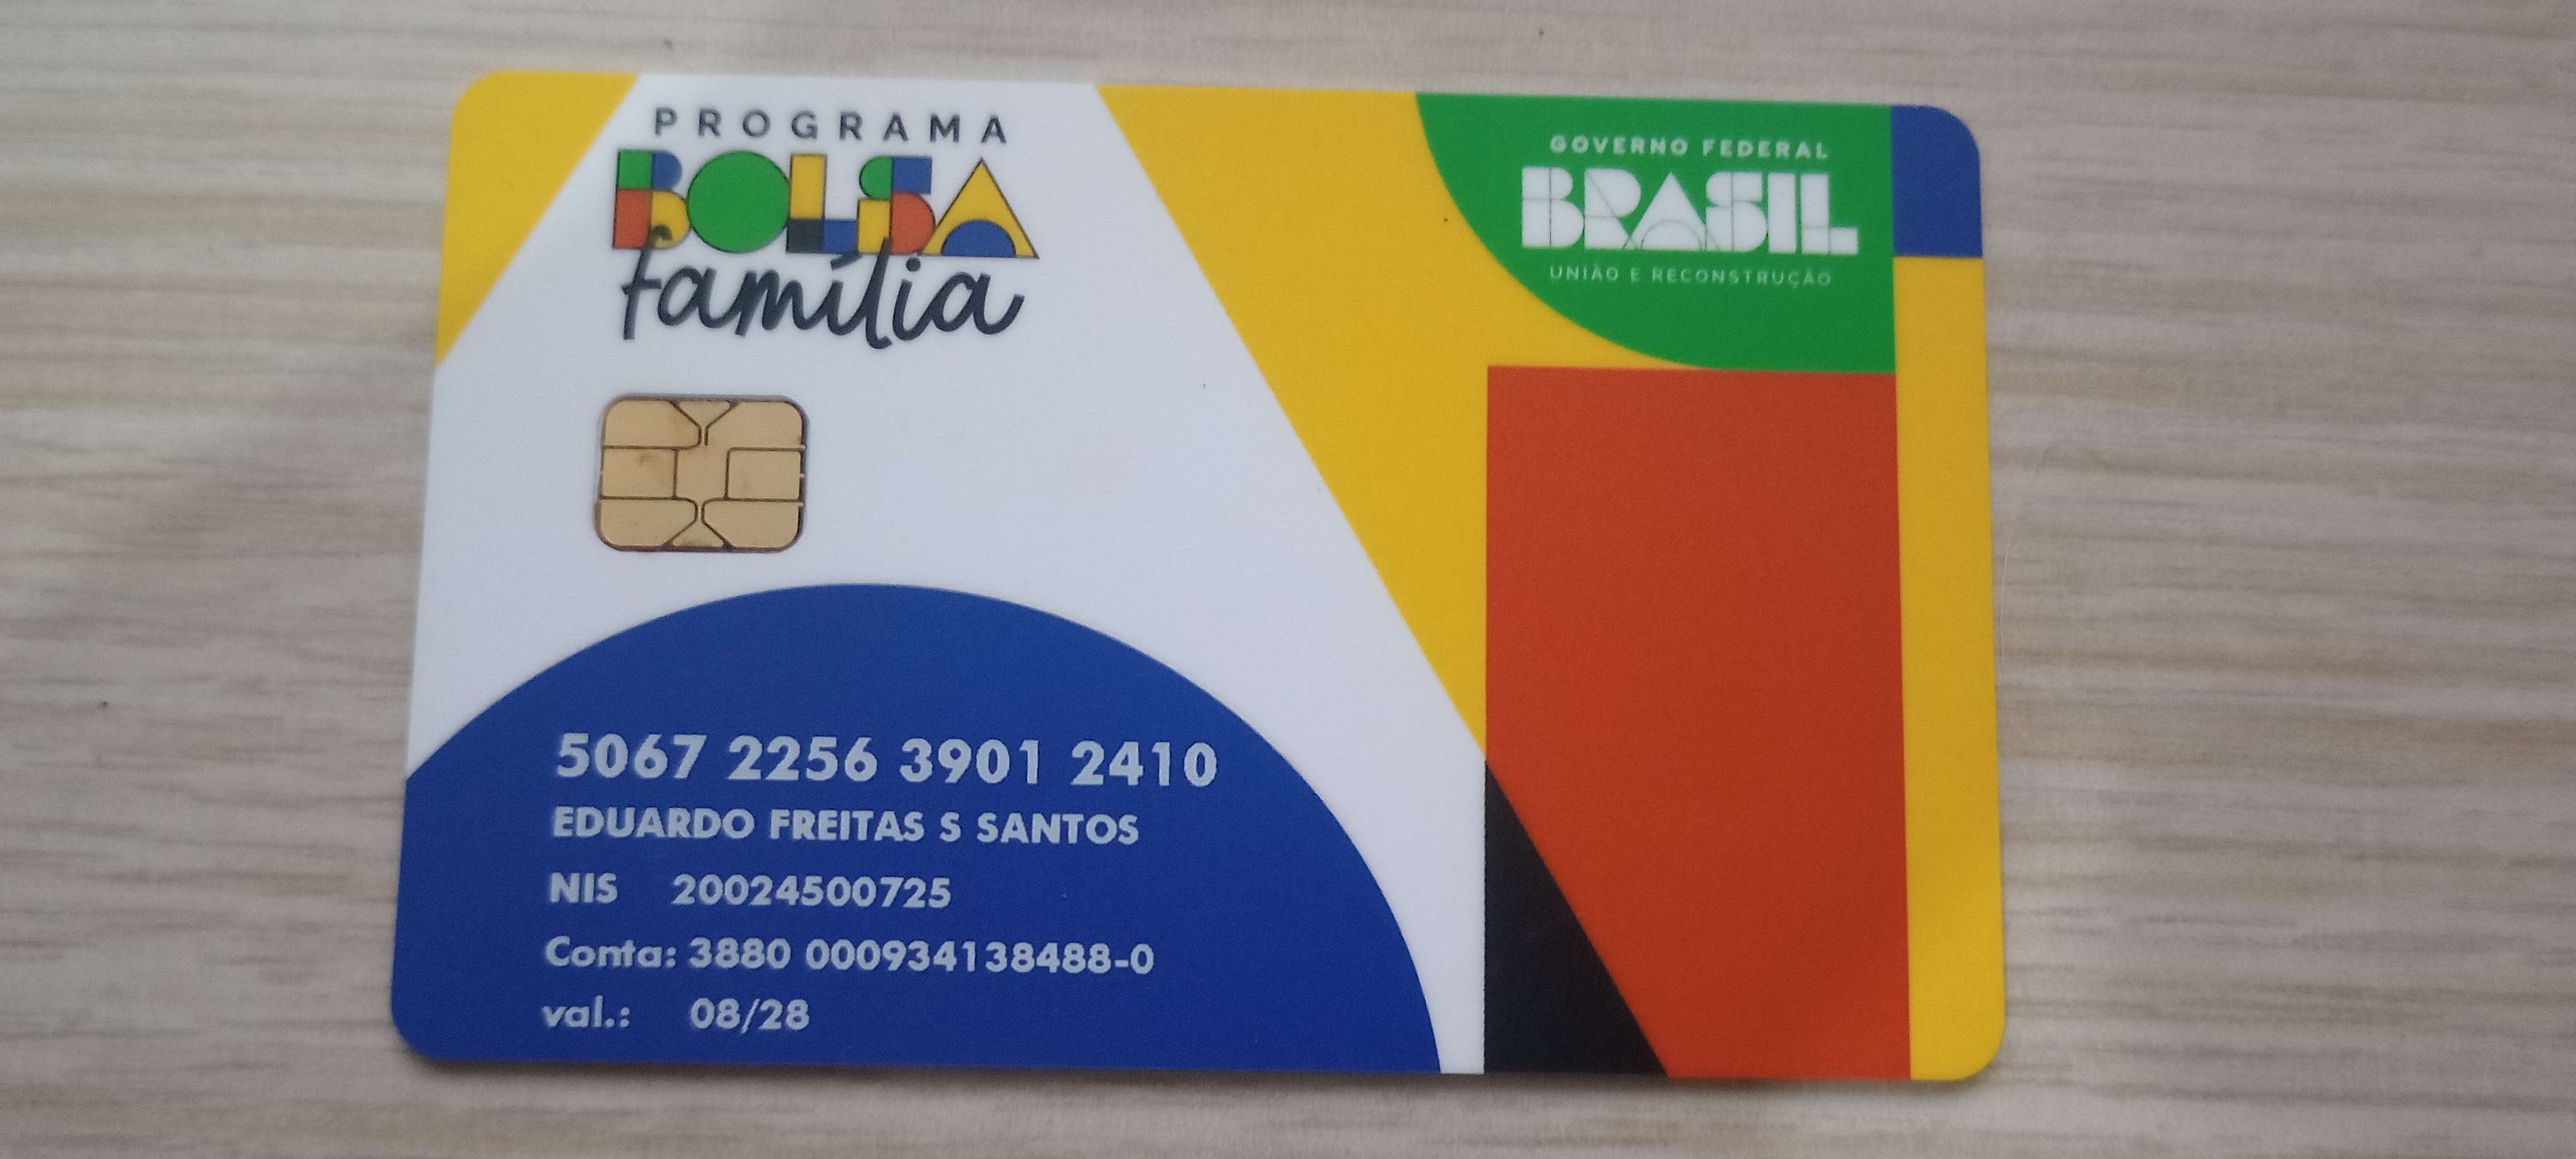 PROGRAMA
BOLSA
família
GOVERNO FEDERAL
BRASIL
UNIÃO E RECONSTRUÇÃO
5067 2256 3901 2410
EDUARDO FREITAS S SANTOS
NIS 20024500725
Conta: 3880 000934138488-0
val.: 08/28